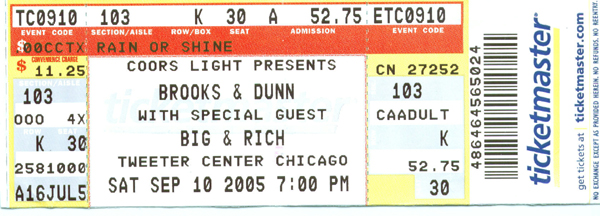 TC0910 103 K 30 A 52.75 ETC0910
EVENT CODE SECTION/AISLE ROW/BOX SEAT ADMISSION EVENT CODE
$00CCTX RAIN OR SHINE
CONVENIENCE CHARGE
$ 11.25 COORS LIGHT PRESENTS CN 27252
103 BROOKS & DUNN 103
000 4X WITH SPECIAL GUEST CAADULT
K 30 BIG & RICH K
2581000 TWEETER CENTER CHICAGO 52.75
A16JUL5 SAT SEP 10 2005 7:00 PM 30
486464565024
ticketmaster
get tickets at: ticketmaster.com
NO EXCHANGE EXCEPT AS PROVIDED HEREIN. NO REFUNDS, NO REENTRY.